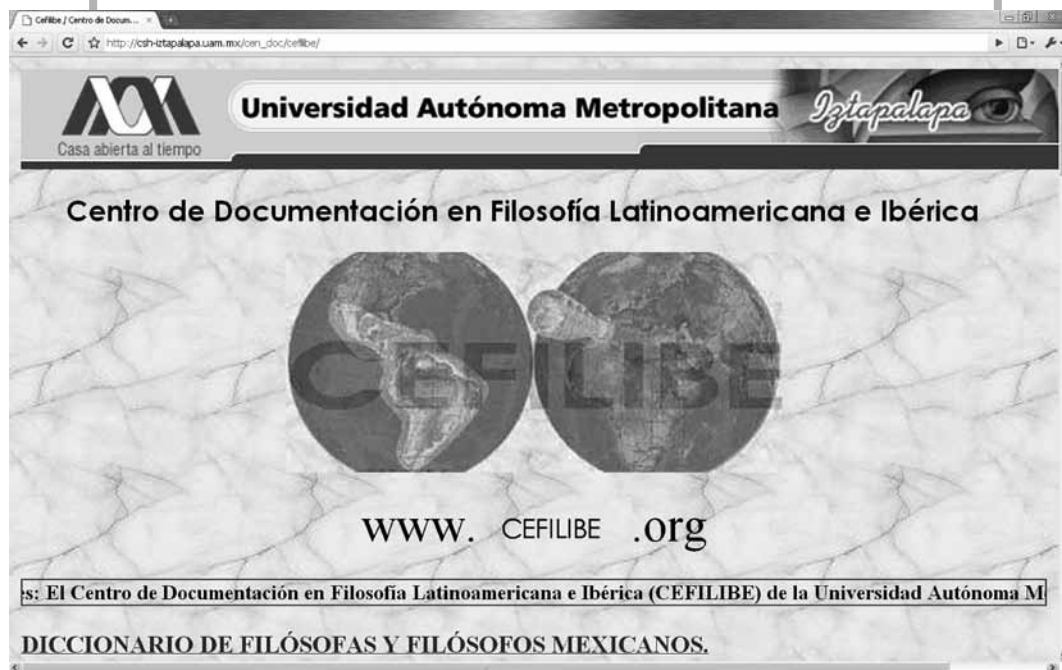 Cefilibe / Centro de Docum...
http://csh-iztapalapa.uam.mx/cen_doc/cefilibe/
Universidad Autónoma Metropolitana
Iztapalapa
Casa abierta al tiempo
Centro de Documentación en Filosofía Latinoamericana e Ibérica
CEFILIBE
www. CEFILIBE .org
s: El Centro de Documentación en Filosofía Latinoamericana e Ibérica (CEFILIBE) de la Universidad Autónoma M
DICCIONARIO DE FILÓSOFAS Y FILÓSOFOS MEXICANOS.